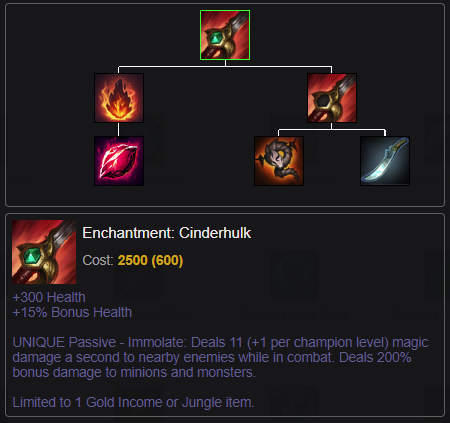 Enchantment: Cinderhulk
Cost: 2500 (600)
+300 Health
+15% Bonus Health
UNIQUE Passive - Immolate: Deals 11 (+1 per champion level) magic
damage a second to nearby enemies while in combat. Deals 200%
bonus damage to minions and monsters.
Limited to 1 Gold Income or Jungle item.